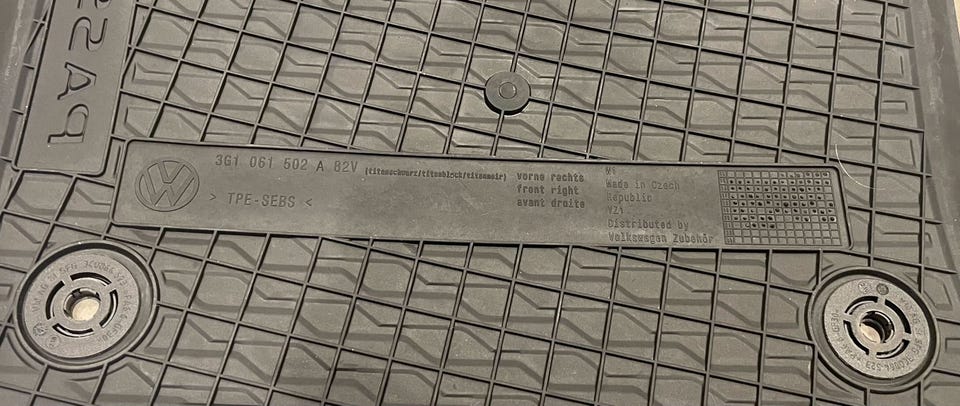 PASS
3G1 061 502 A 82V (titanschwarz/titanblack/titannoir)
> TPE-SEBS <
vorne rechts
front right
avant droite
Made in Czech
Republic
Distributed by
Volkswagen Zubehör